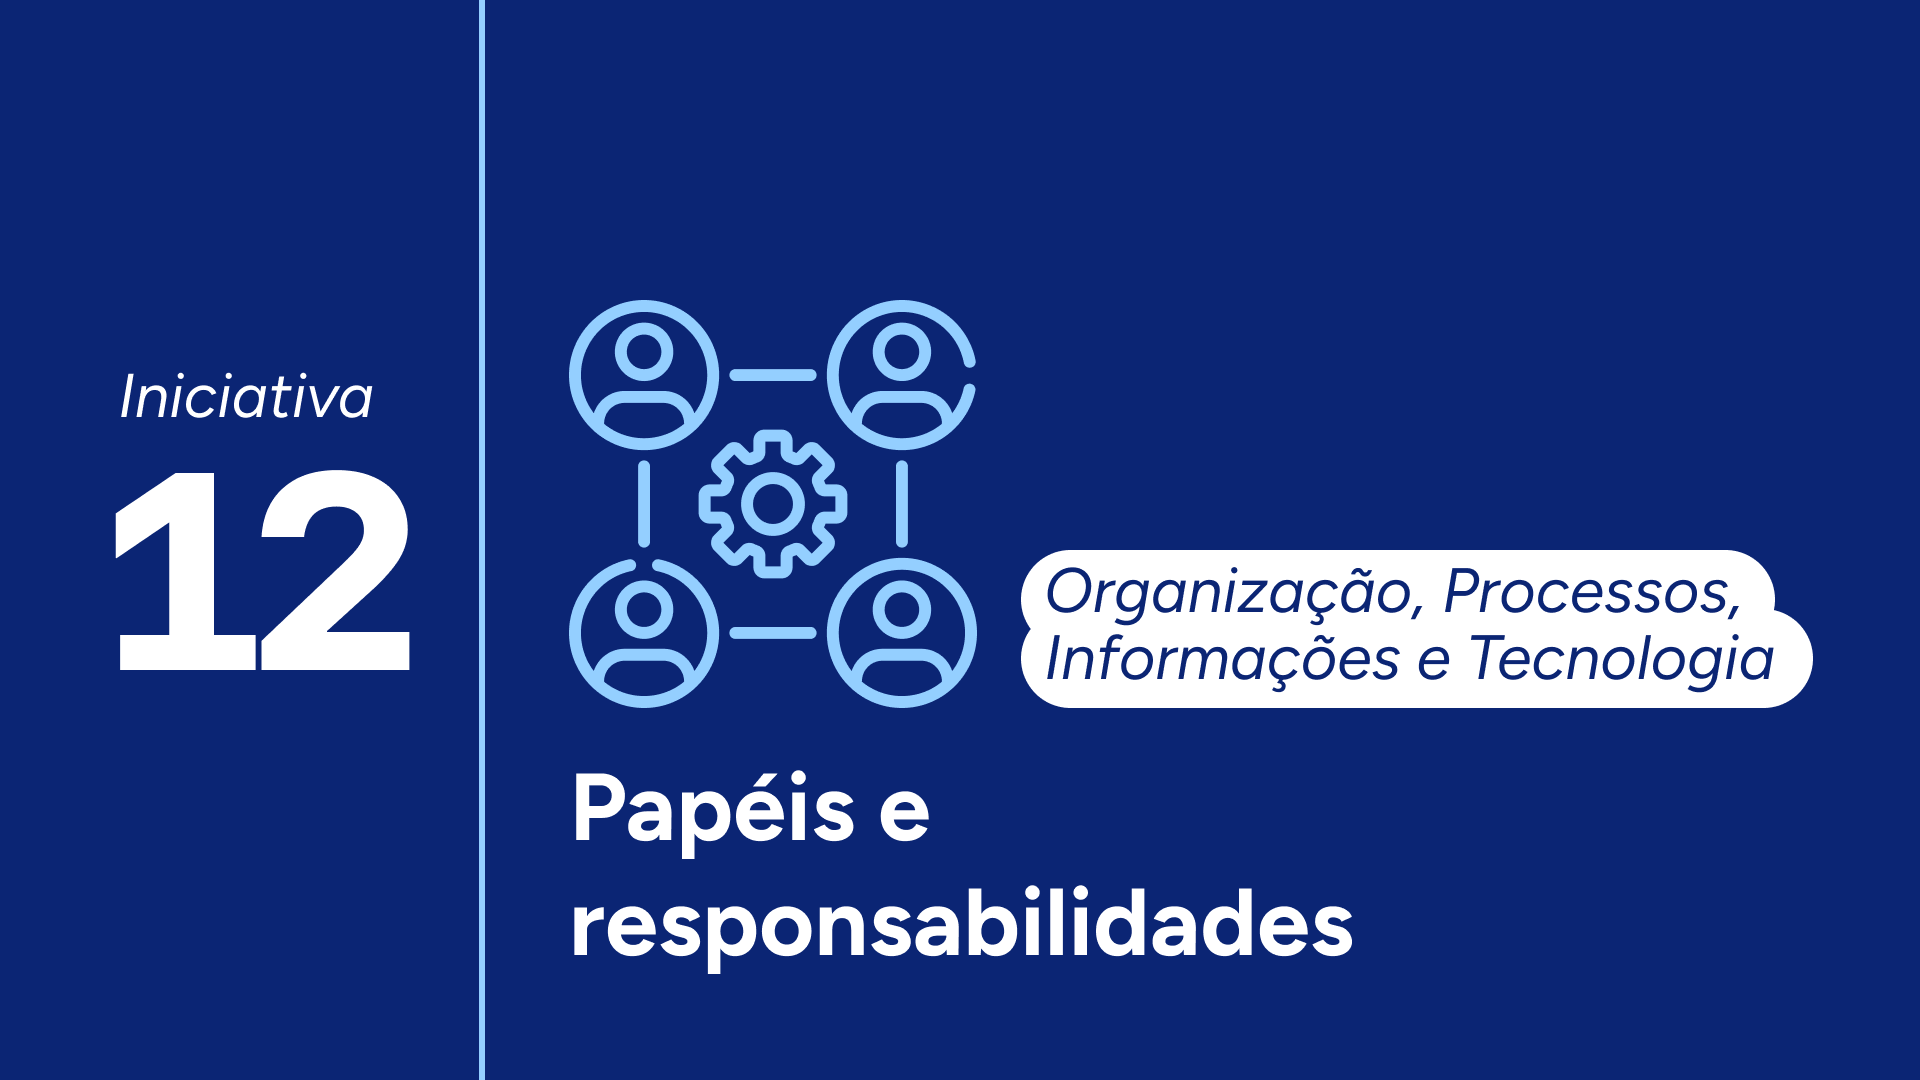 Iniciativa
12
Organização, Processos,
Informações e Tecnologia
Papéis e
responsabilidades